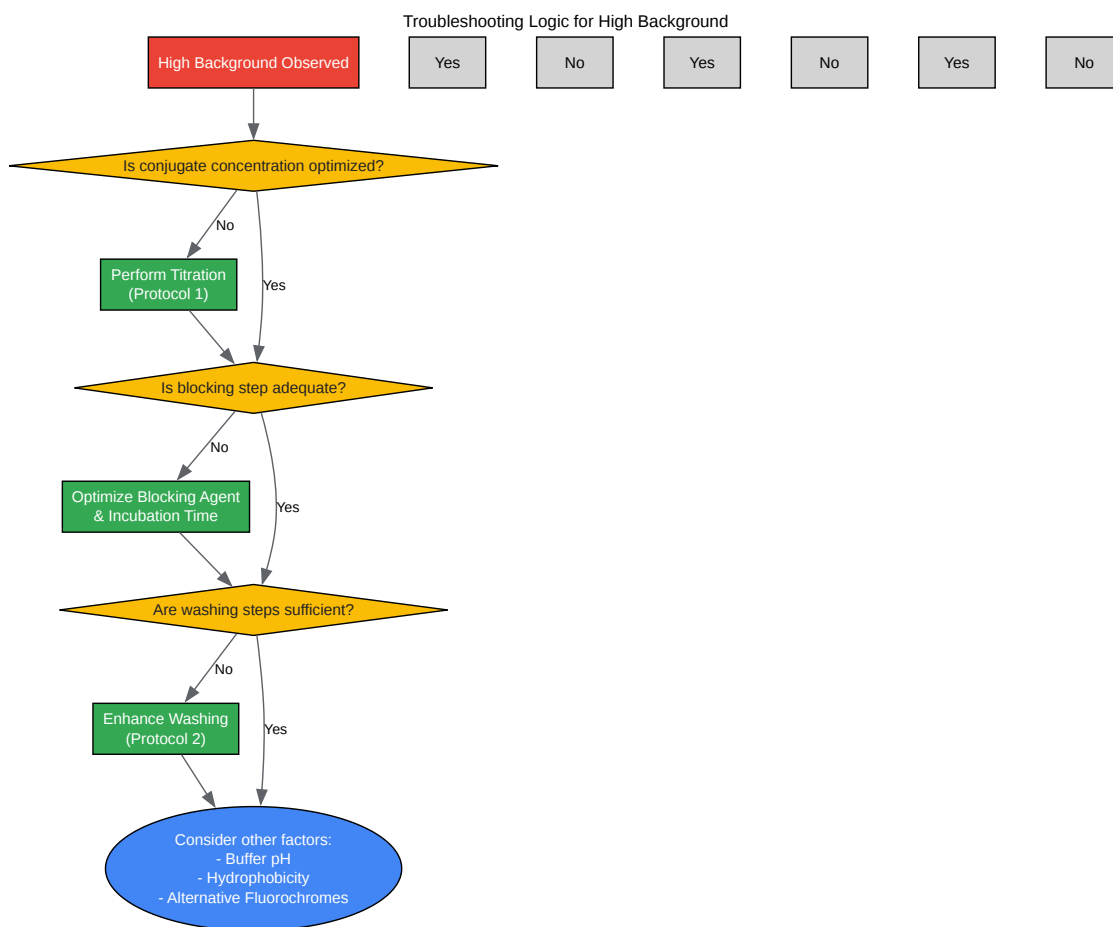 Troubleshooting Logic for High Background
High Background Observed
Yes
No
Yes
No
Yes
No
Is conjugate concentration optimized?
No
Yes
Perform Titration
(Protocol 1)
Is blocking step adequate?
No
Yes
Optimize Blocking Agent
& Incubation Time
Are washing steps sufficient?
No
Yes
Enhance Washing
(Protocol 2)
Consider other factors:
- Buffer pH
- Hydrophobicity
- Alternative Fluorochromes